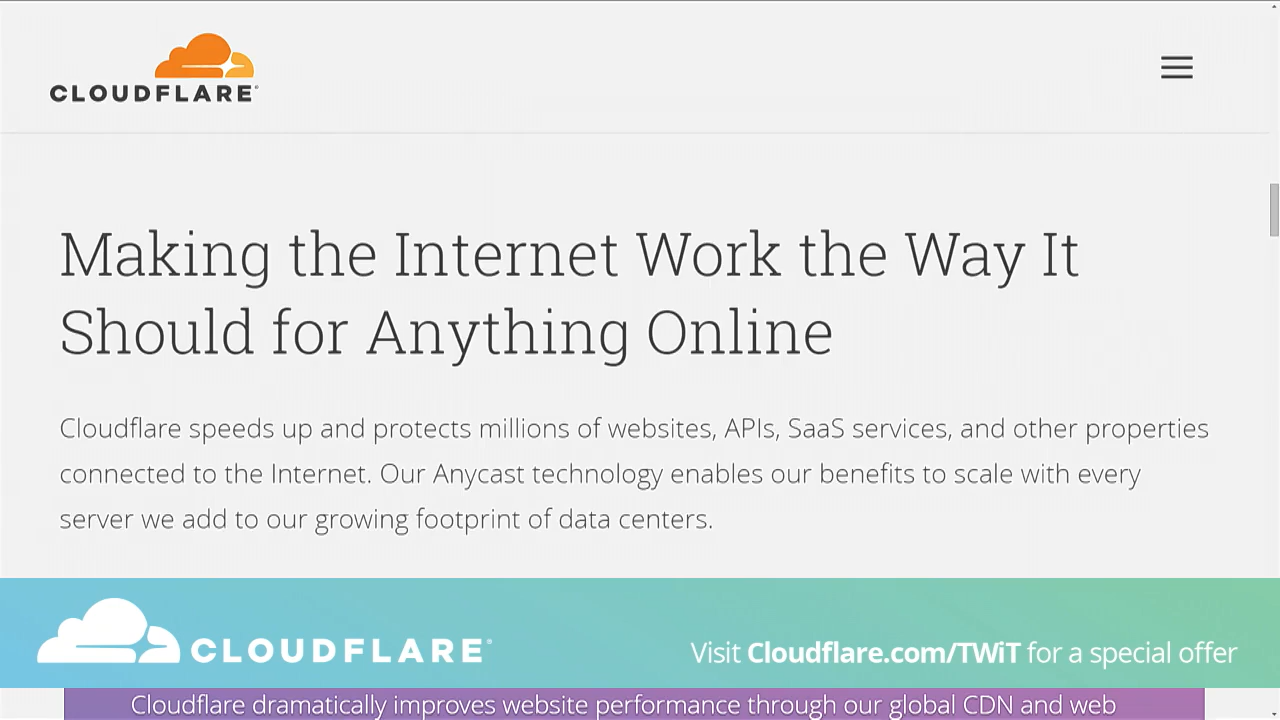 CLOUDFLARE
Making the Internet Work the Way It
Should for Anything Online
Cloudflare speeds up and protects millions of websites, APIs, SaaS services, and other properties
connected to the Internet. Our Anycast technology enables our benefits to scale with every
server we add to our growing footprint of data centers.
CLOUDFLARE
Visit Cloudflare.com/TWiT for a special offer
Cloudflare dramatically improves website performance through our global CDN and web